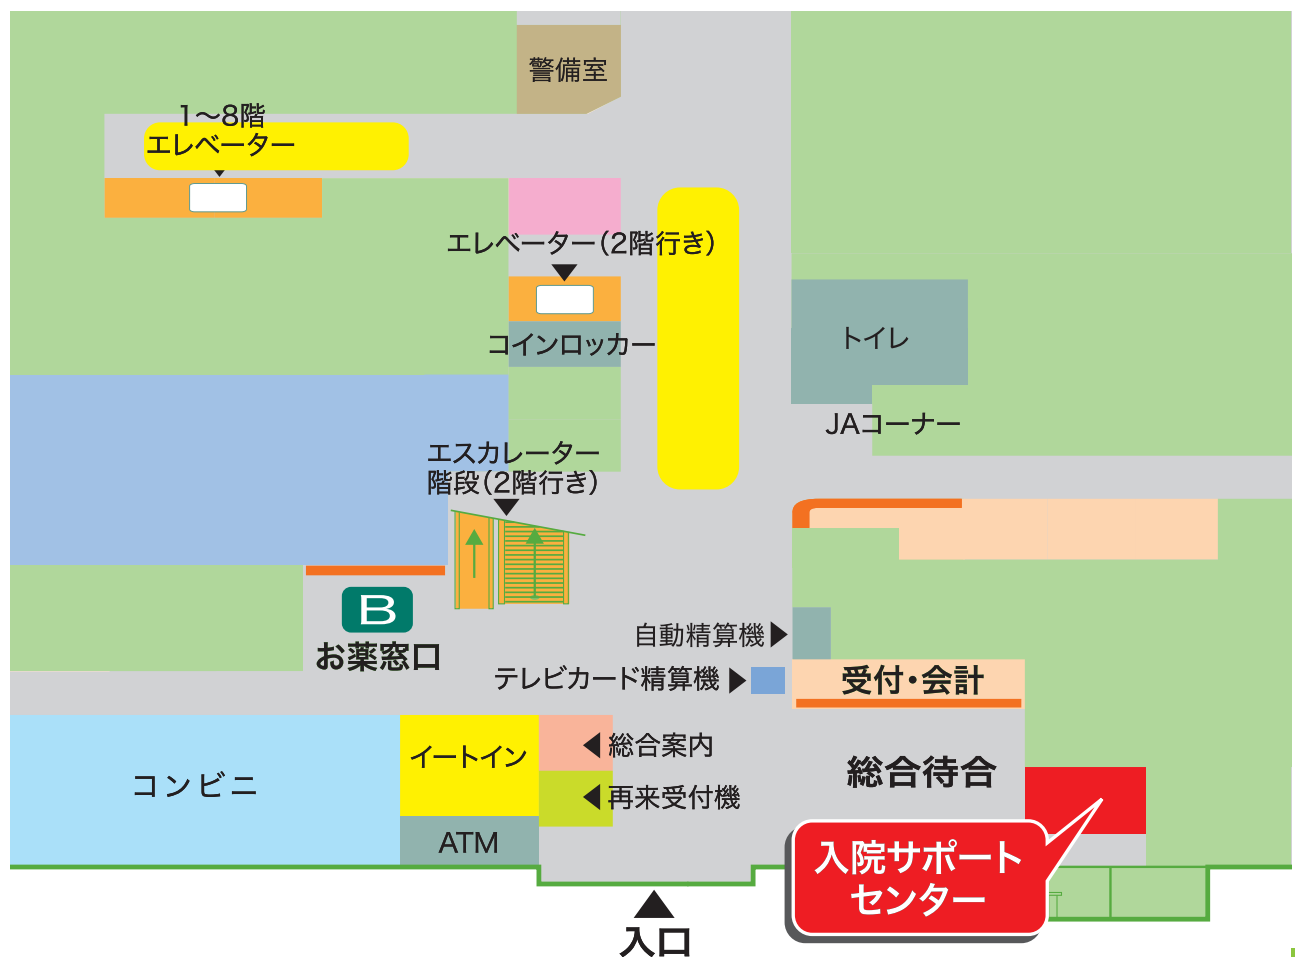 警備室
1～8階
エレベーター
エレベーター(2階行き)
コインロッカー
トイレ
JAコーナー
エスカレーター
階段(2階行き)
B
お薬窓口
自動精算機
テレビカード精算機
受付・会計
総合案内
イートイン
コンビニ
再来受付機
総合待合
ATM
入院サポート
センター
入口